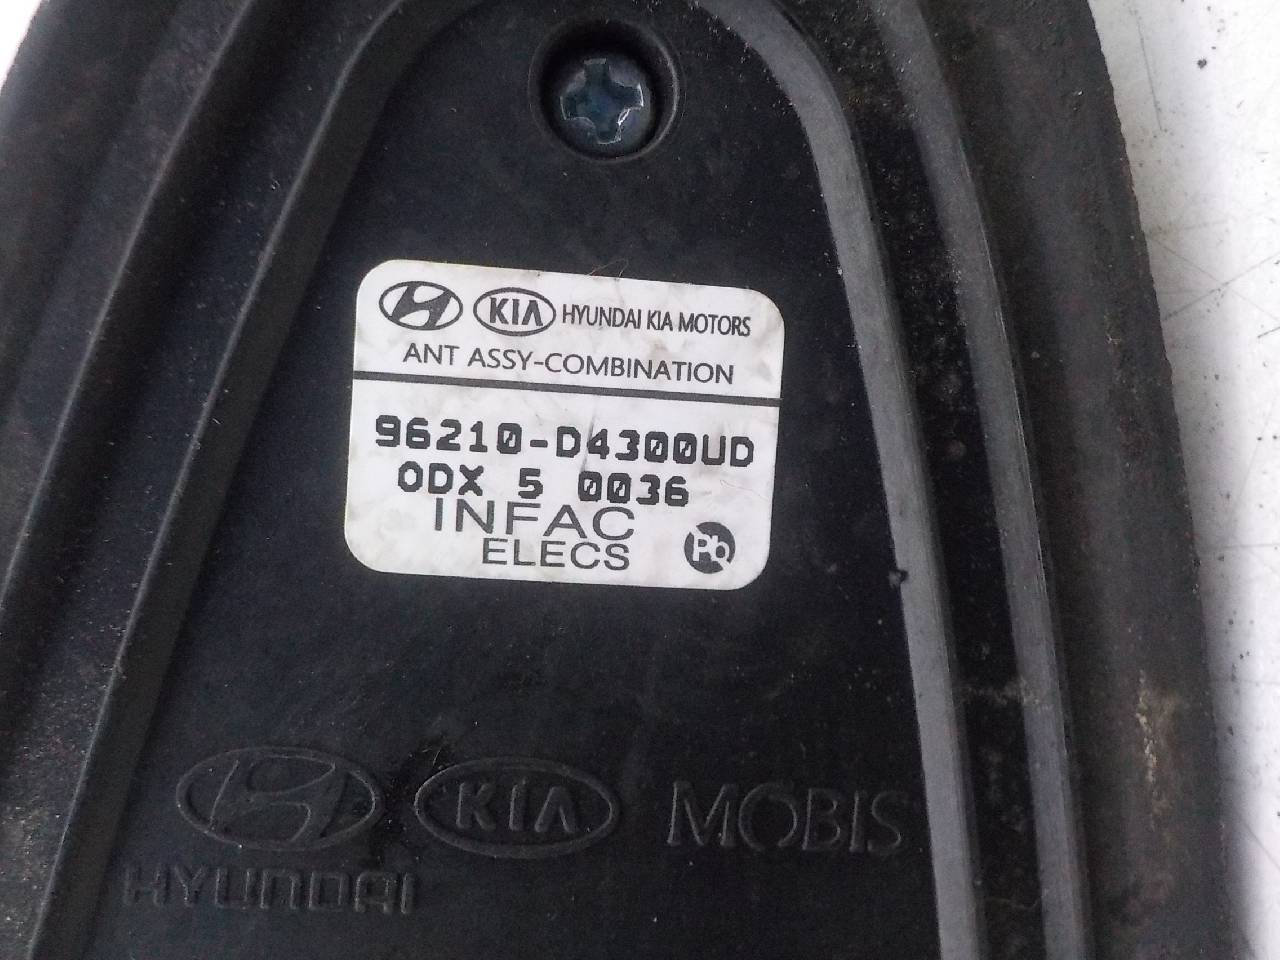 KIA HYUNDAI KIA MOTORS
ANT ASSY-COMBINATION
96210-D4300UD
ODX 5 0036
INFAC
ELECS
Pb
KIA MOBIS
HYUNDAI